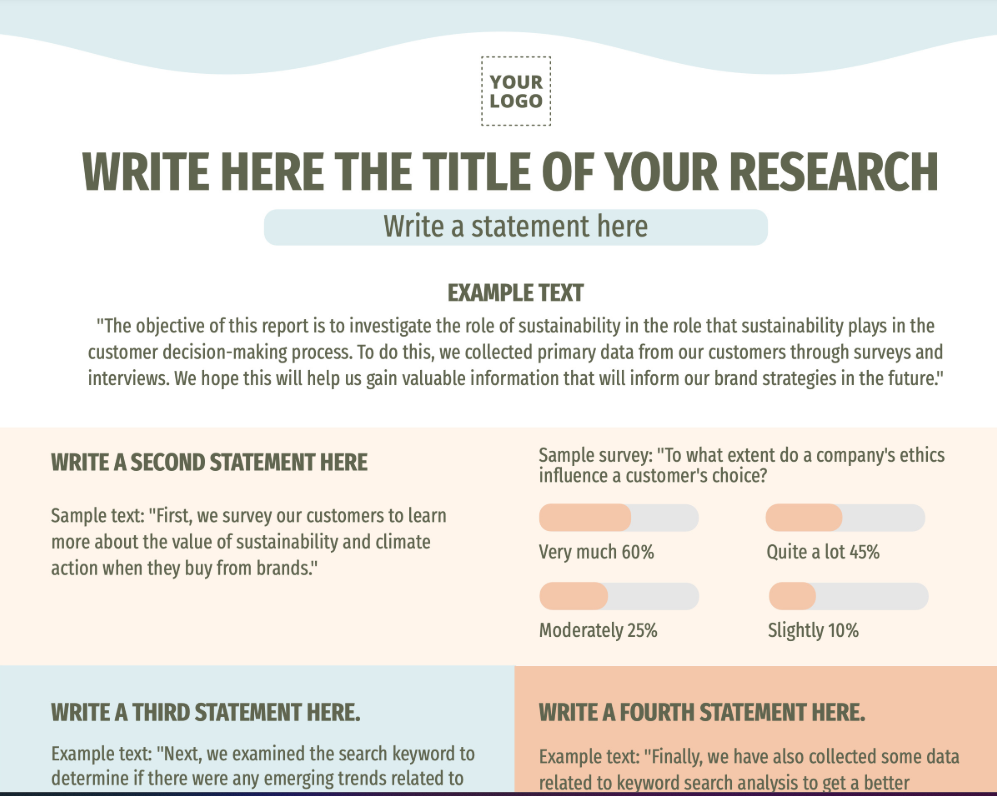 YOUR
LOGO
WRITE HERE THE TITLE OF YOUR RESEARCH
Write a statement here
EXAMPLE TEXT
"The objective of this report is to investigate the role of sustainability in the role that sustainability plays in the
customer decision-making process. To do this, we collected primary data from our customers through surveys and
interviews. We hope this will help us gain valuable information that will inform our brand strategies in the future."
WRITE A SECOND STATEMENT HERE
Sample text: "First, we survey our customers to learn
more about the value of sustainability and climate
action when they buy from brands."
Sample survey: "To what extent do a company's ethics
influence a customer's choice?
Very much 60%
Quite a lot 45%
Moderately 25%
Slightly 10%
WRITE A THIRD STATEMENT HERE.
Example text: "Next, we examined the search keyword to
determine if there were any emerging trends related to
WRITE A FOURTH STATEMENT HERE.
Example text: "Finally, we have also collected some data
related to keyword search analysis to get a better